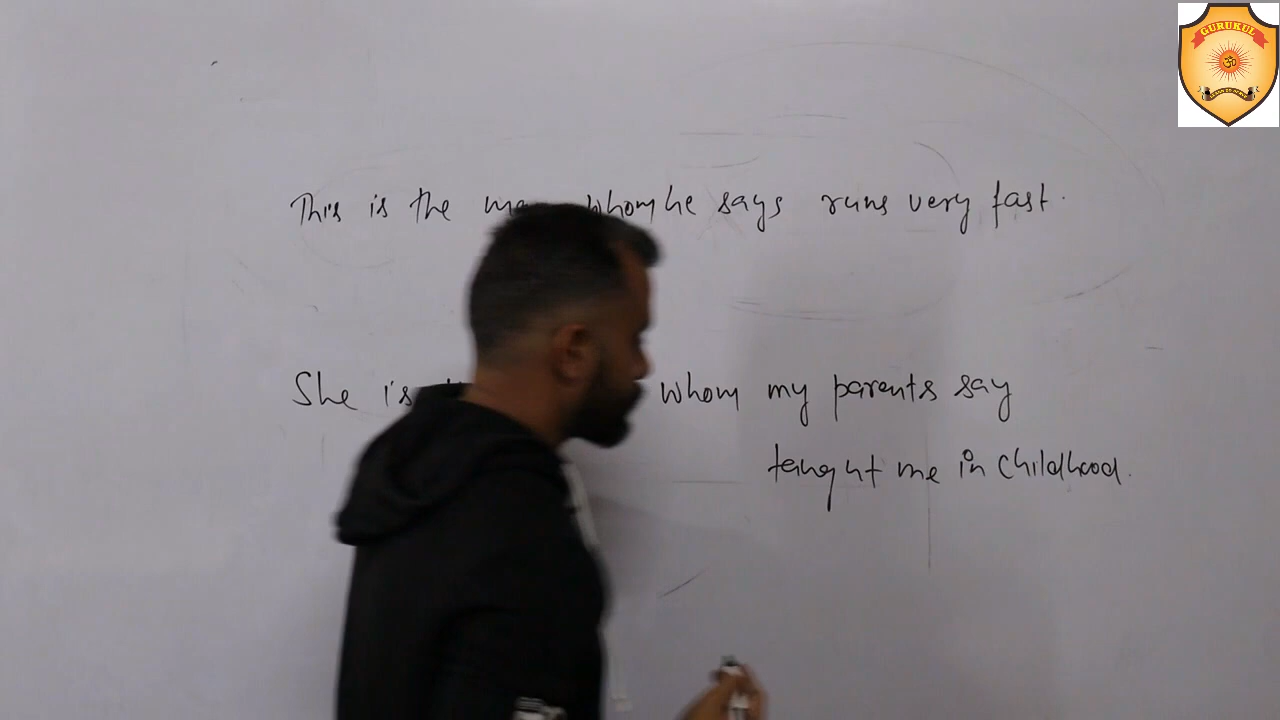 GURUKUL
This is the whom he says runs very fast.
She is whom my parents say
taught me in childhood.